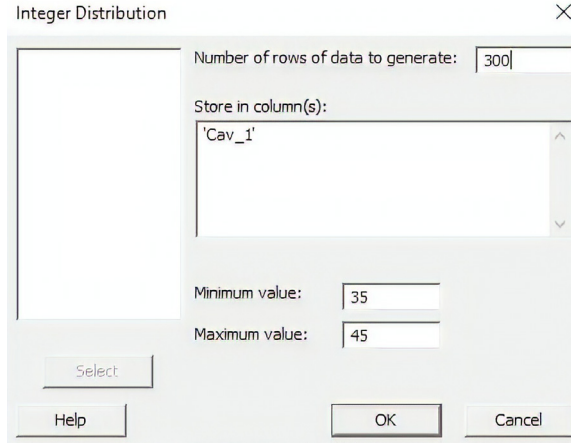 Integer Distribution
Number of rows of data to generate: 300
Store in column(s):
'Cav_1'
Minimum value: 35
Maximum value: 45
Select
Help OK Cancel